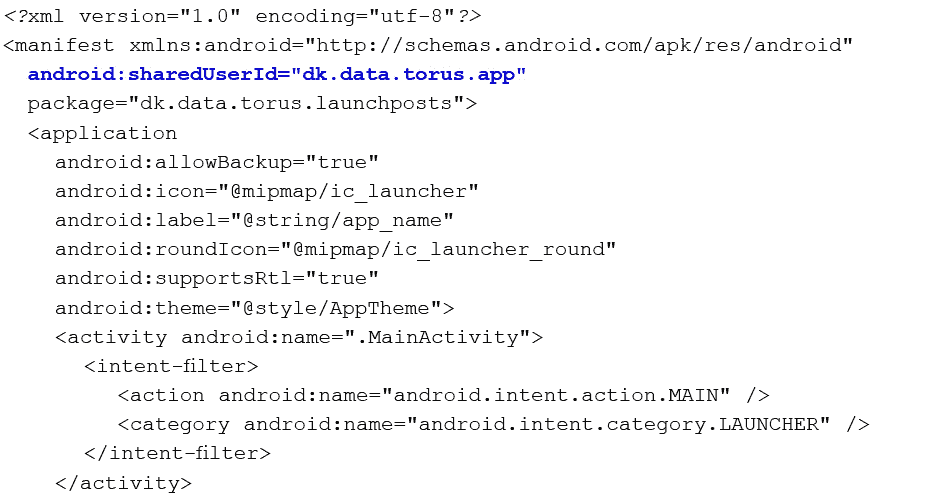 <?xml version="1.0" encoding="utf-8"?>
<manifest xmlns:android="http://schemas.android.com/apk/res/android"
android:sharedUserId="dk.data.torus.app"
package="dk.data.torus.launchposts">
<application
android:allowBackup="true"
android:icon="@mipmap/ic_launcher"
android:label="@string/app_name"
android:roundIcon="@mipmap/ic_launcher_round"
android:supportsRtl="true"
android:theme="@style/AppTheme">
<activity android:name=".MainActivity">
<intent-filter>
<action android:name="android.intent.action.MAIN" />
<category android:name="android.intent.category.LAUNCHER" />
</intent-filter>
</activity>